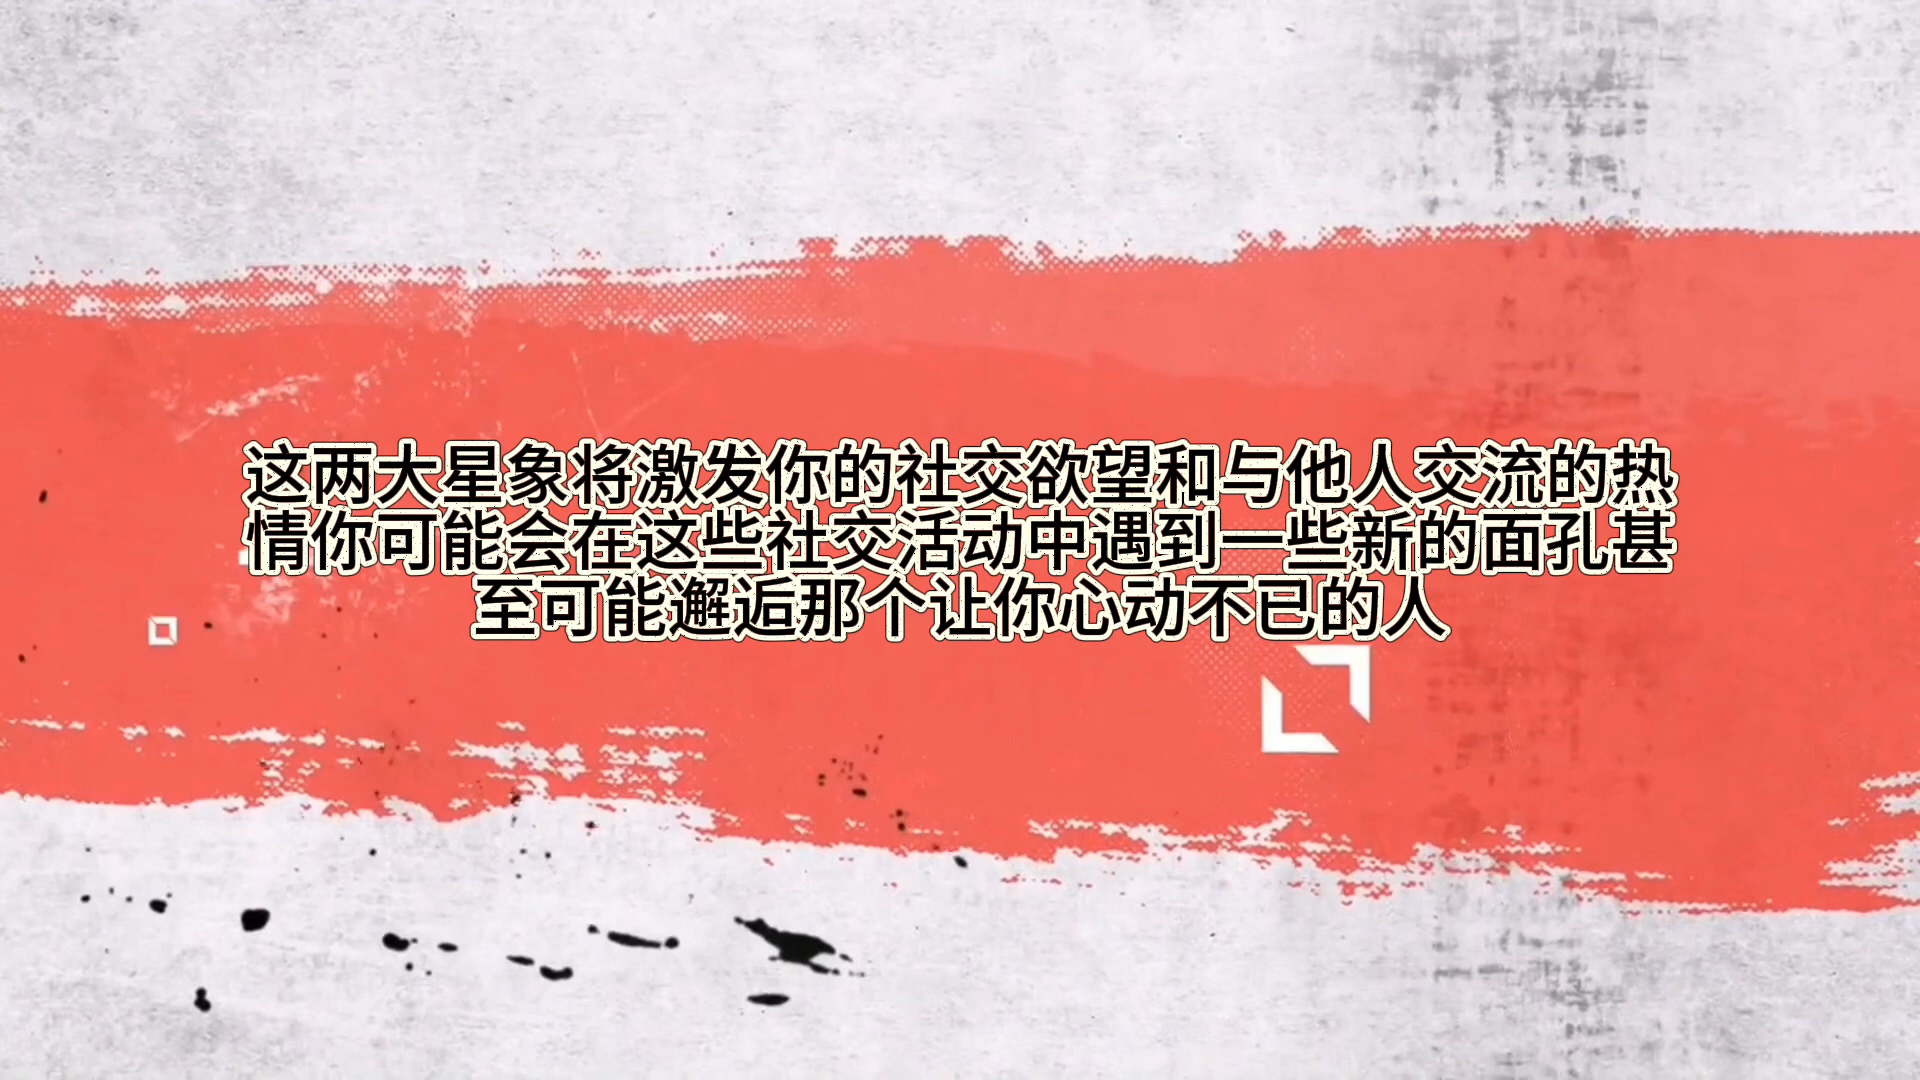 这两大星象将激发你的社交欲望和与他人交流的热
情你可能会在这些社交活动中遇到一些新的面孔甚
至可能邂逅那个让你心动不已的人